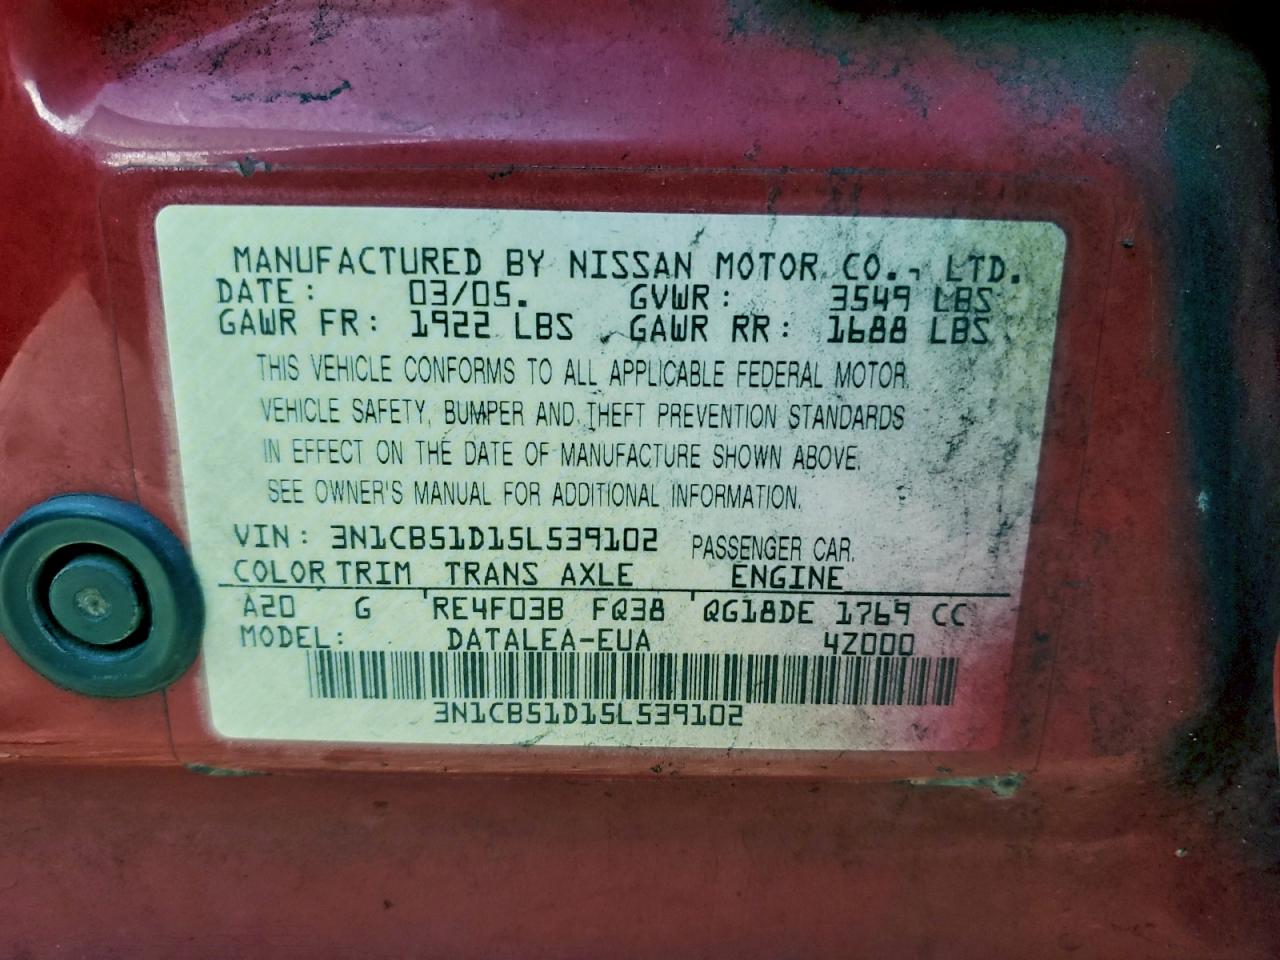 MANUFACTURED BY NISSAN MOTOR CO., LTD.
DATE: 03/05. GVWR: 3549 LBS
GAWR FR: 1922 LBS GAWR RR: 1688 LBS
THIS VEHICLE CONFORMS TO ALL APPLICABLE FEDERAL MOTOR
VEHICLE SAFETY, BUMPER AND THEFT PREVENTION STANDARDS
IN EFFECT ON THE DATE OF MANUFACTURE SHOWN ABOVE.
SEE OWNER'S MANUAL FOR ADDITIONAL INFORMATION.
VIN: 3N1CB51D15L539102 PASSENGER CAR.
COLOR TRIM TRANS AXLE ENGINE
A20 G RE4F03B FQ38 QG18DE 1769 CC
MODEL: DATALEA-EUA 4Z000
3N1CB51D15L539102